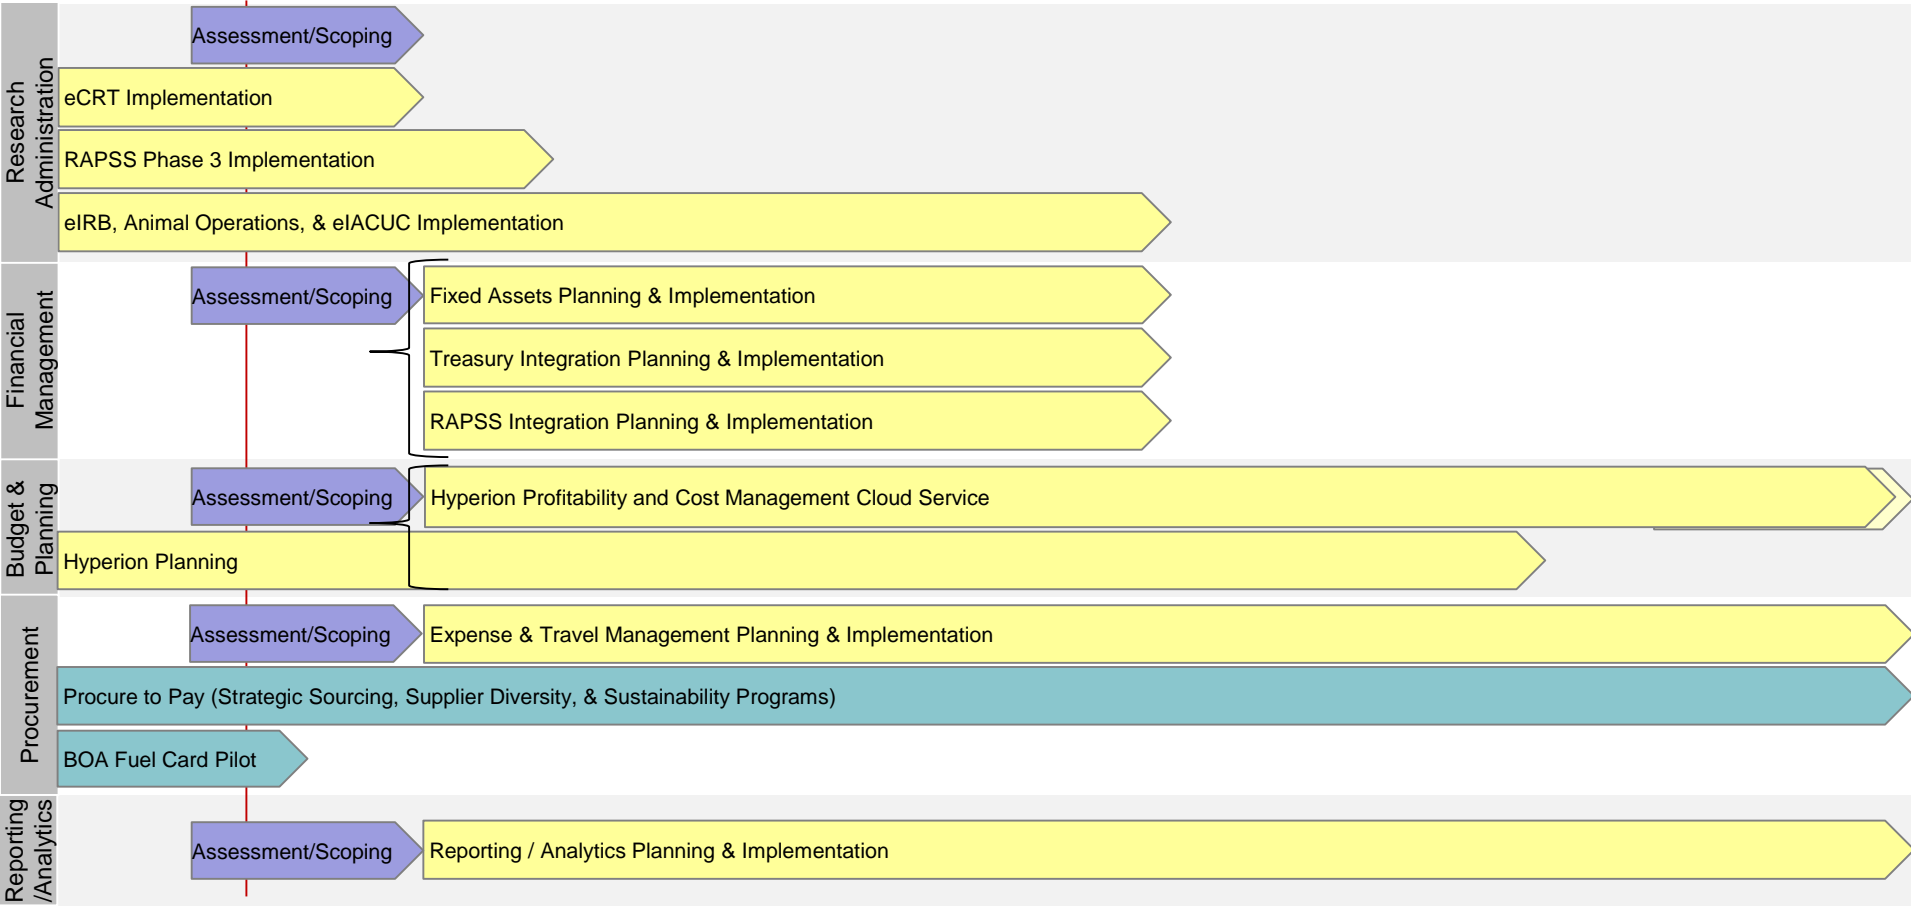 Research
Administration
Assessment/Scoping
eCRT Implementation
RAPSS Phase 3 Implementation
eIRB, Animal Operations, & eIACUC Implementation
Financial
Management
Assessment/Scoping
Fixed Assets Planning & Implementation
Treasury Integration Planning & Implementation
RAPSS Integration Planning & Implementation
Budget &
Planning
Assessment/Scoping
Hyperion Profitability and Cost Management Cloud Service
Hyperion Planning
Procurement
Assessment/Scoping
Expense & Travel Management Planning & Implementation
Procure to Pay (Strategic Sourcing, Supplier Diversity, & Sustainability Programs)
BOA Fuel Card Pilot
Reporting
/Analytics
Assessment/Scoping
Reporting / Analytics Planning & Implementation